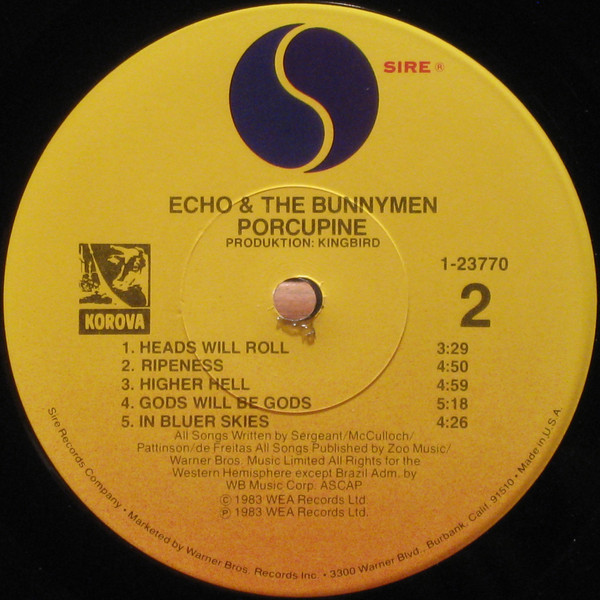 SIRE ®
ECHO & THE BUNNYMEN
PORCUPINE
PRODUKTION: KINGBIRD
1-23770
2
KOROVA
1. HEADS WILL ROLL 3:29
2. RIPENESS 4:50
3. HIGHER HELL 4:59
4. GODS WILL BE GODS 5:18
5. IN BLUER SKIES 4:26
All Songs Written by Sergeant/McCulloch/
Pattinson/de Freitas All Songs Published by Zoo Music/
Warner Bros. Music Limited All Rights for the
Western Hemisphere except Brazil Adm. by
WB Music Corp. ASCAP
© 1983 WEA Records Ltd.
℗ 1983 WEA Records Ltd.
Sire Records Company • Marketed by Warner Bros. Records Inc. • 3300 Warner Blvd., Burbank, Calif. 91510 • Made in U.S.A.